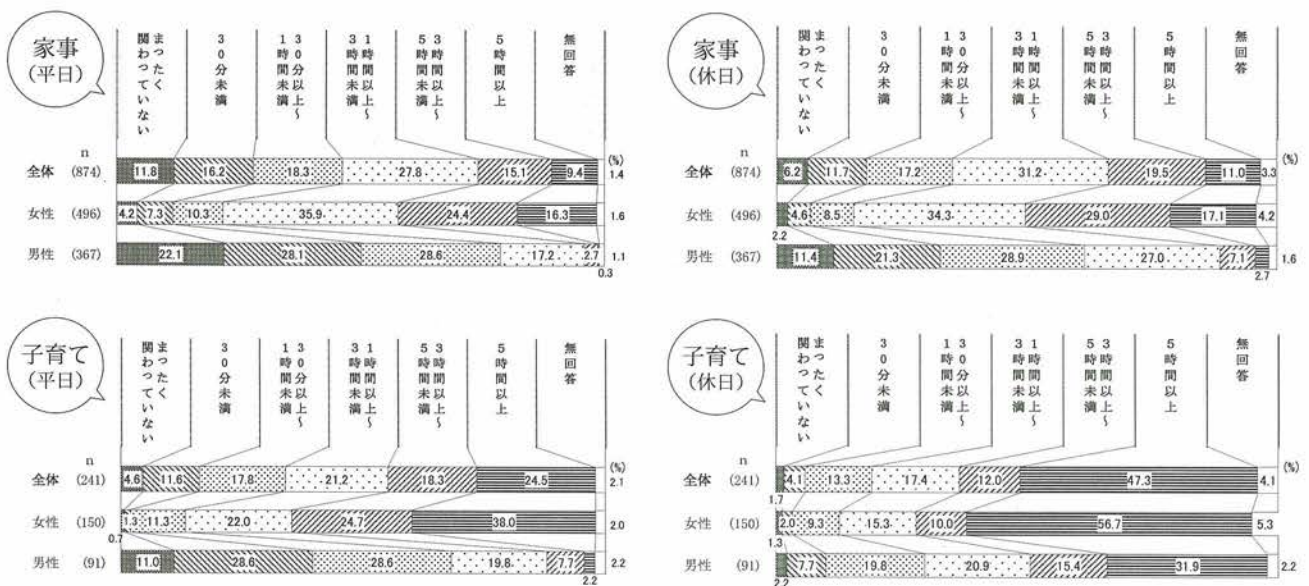 家事
(平日)
まったく
関わっていない
30分未満
30分以上~
1時間未満
1時間以上~
3時間未満
3時間以上~
5時間未満
5時間以上
無回答
n
(%)
全体 (874) 11.8 16.2 18.3 27.8 15.1 9.4 1.4
女性 (496) 4.2 7.3 10.3 35.9 24.4 16.3 1.6
男性 (367) 22.1 28.1 28.6 17.2 2.7 1.1
0.3
家事
(休日)
まったく
関わっていない
30分未満
30分以上~
1時間未満
1時間以上~
3時間未満
3時間以上~
5時間未満
5時間以上
無回答
n
(%)
全体 (874) 6.2 11.7 17.2 31.2 19.5 11.0 3.3
女性 (496) 4.6 8.5 34.3 29.0 17.1 4.2
2.2
男性 (367) 11.4 21.3 28.9 27.0 7.1 1.6
2.7
子育て
(平日)
まったく
関わっていない
30分未満
30分以上~
1時間未満
1時間以上~
3時間未満
3時間以上~
5時間未満
5時間以上
無回答
n
(%)
全体 (241) 4.6 11.6 17.8 21.2 18.3 24.5 2.1
女性 (150) 1.3 11.3 22.0 24.7 38.0 2.0
0.7
男性 (91) 11.0 28.6 28.6 19.8 7.7 2.2
2.2
子育て
(休日)
まったく
関わっていない
30分未満
30分以上~
1時間未満
1時間以上~
3時間未満
3時間以上~
5時間未満
5時間以上
無回答
n
(%)
全体 (241) 4.1 13.3 17.4 12.0 47.3 4.1
1.7
女性 (150) 2.0 9.3 15.3 10.0 56.7 5.3
1.3
男性 (91) 7.7 19.8 20.9 15.4 31.9 2.2
2.2